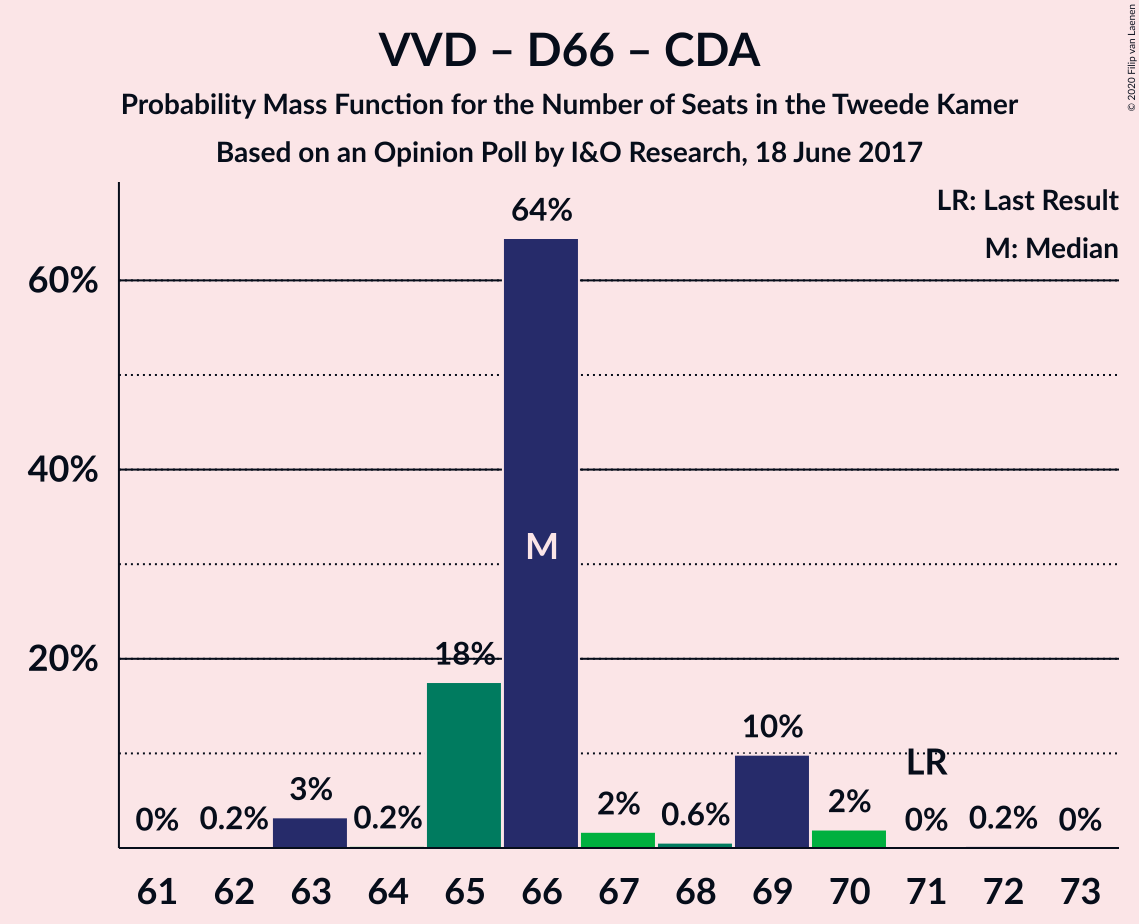 VVD – D66 – CDA
Probability Mass Function for the Number of Seats in the Tweede Kamer
Based on an Opinion Poll by I&O Research, 18 June 2017
© 2020 Filip van Laenen
LR: Last Result
M: Median
60%
40%
20%
0%
0.2%
3%
0.2%
18%
64%
M
2%
0.6%
10%
2%
LR
0%
0.2%
0%
61 62 63 64 65 66 67 68 69 70 71 72 73